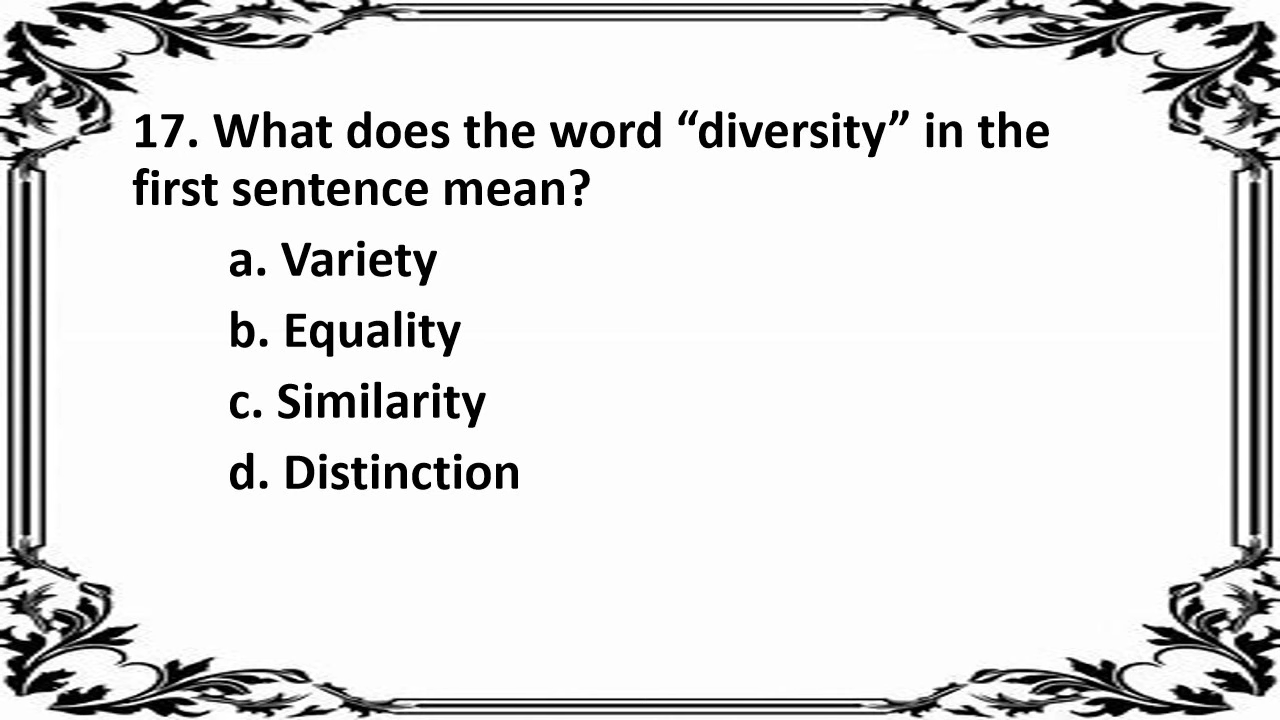 17. What does the word “diversity” in the
first sentence mean?
a. Variety
b. Equality
c. Similarity
d. Distinction